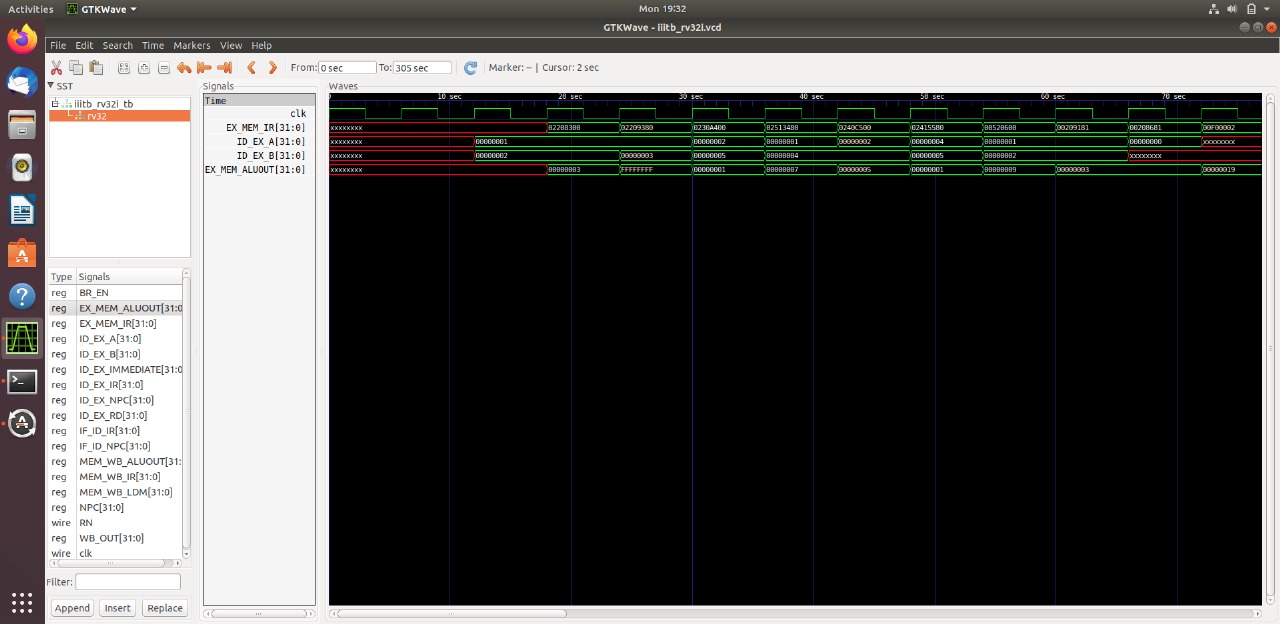 Activities GTKWave Mon 19:32
GTKWave - iiitb_rv32i.vcd
File Edit Search Time Markers View Help
From: 0 sec To: 305 sec Marker: -- | Cursor: 2 sec
SST
iiitb_rv32i_tb
rv32
Type Signals
reg BR_EN
reg EX_MEM_ALUOUT[31:0
reg EX_MEM_IR[31:0]
reg ID_EX_A[31:0]
reg ID_EX_B[31:0]
reg ID_EX_IMMEDIATE[31:0
reg ID_EX_IR[31:0]
reg ID_EX_NPC[31:0]
reg ID_EX_RD[31:0]
reg IF_ID_IR[31:0]
reg IF_ID_NPC[31:0]
reg MEM_WB_ALUOUT[31:
reg MEM_WB_IR[31:0]
reg MEM_WB_LDM[31:0]
reg NPC[31:0]
wire RN
reg WB_OUT[31:0]
wire clk
Filter:
Append Insert Replace
Signals
Time
clk
EX_MEM_IR[31:0]
ID_EX_A[31:0]
ID_EX_B[31:0]
EX_MEM_ALUOUT[31:0]
Waves
10 sec 20 sec 30 sec 40 sec 50 sec 60 sec 70 sec
xxxxxxxx 02208300 02209380 0230A400 02513480 0240C500 02415580 00520600 00209181 00208681 00F00002
xxxxxxxx 00000001 00000002 00000001 00000002 00000004 00000001 00000000 xxxxxxxx
xxxxxxxx 00000002 00000003 00000005 00000004 00000005 00000002 xxxxxxxx
xxxxxxxx 00000003 FFFFFFFF 00000001 00000007 00000005 00000001 00000009 00000003 00000019